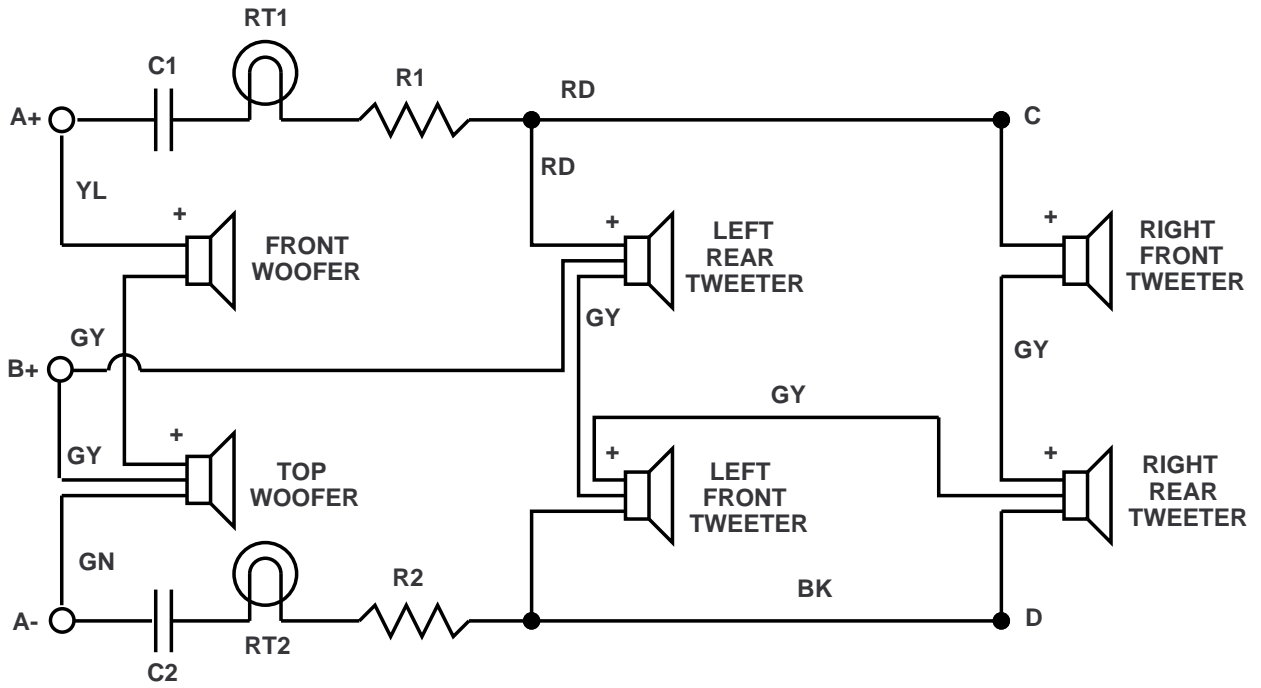 RT1
C1
R1
RD
A+
C
RD
YL
+
+
+
FRONT
WOOFER
LEFT
REAR
TWEETER
RIGHT
FRONT
TWEETER
GY
GY
GY
B+
GY
+
+
+
GY
TOP
WOOFER
LEFT
FRONT
TWEETER
RIGHT
REAR
TWEETER
GN
R2
BK
A-
D
RT2
C2